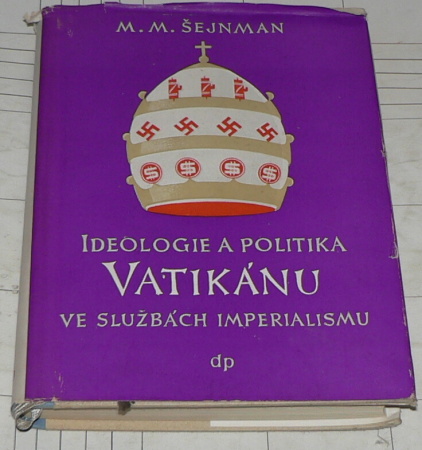 M. M. ŠEJNMAN
$ $ $ $
IDEOLOGIE A POLITIKA
VATIKÁNU
VE SLUŽBÁCH IMPERIALISMU
dp